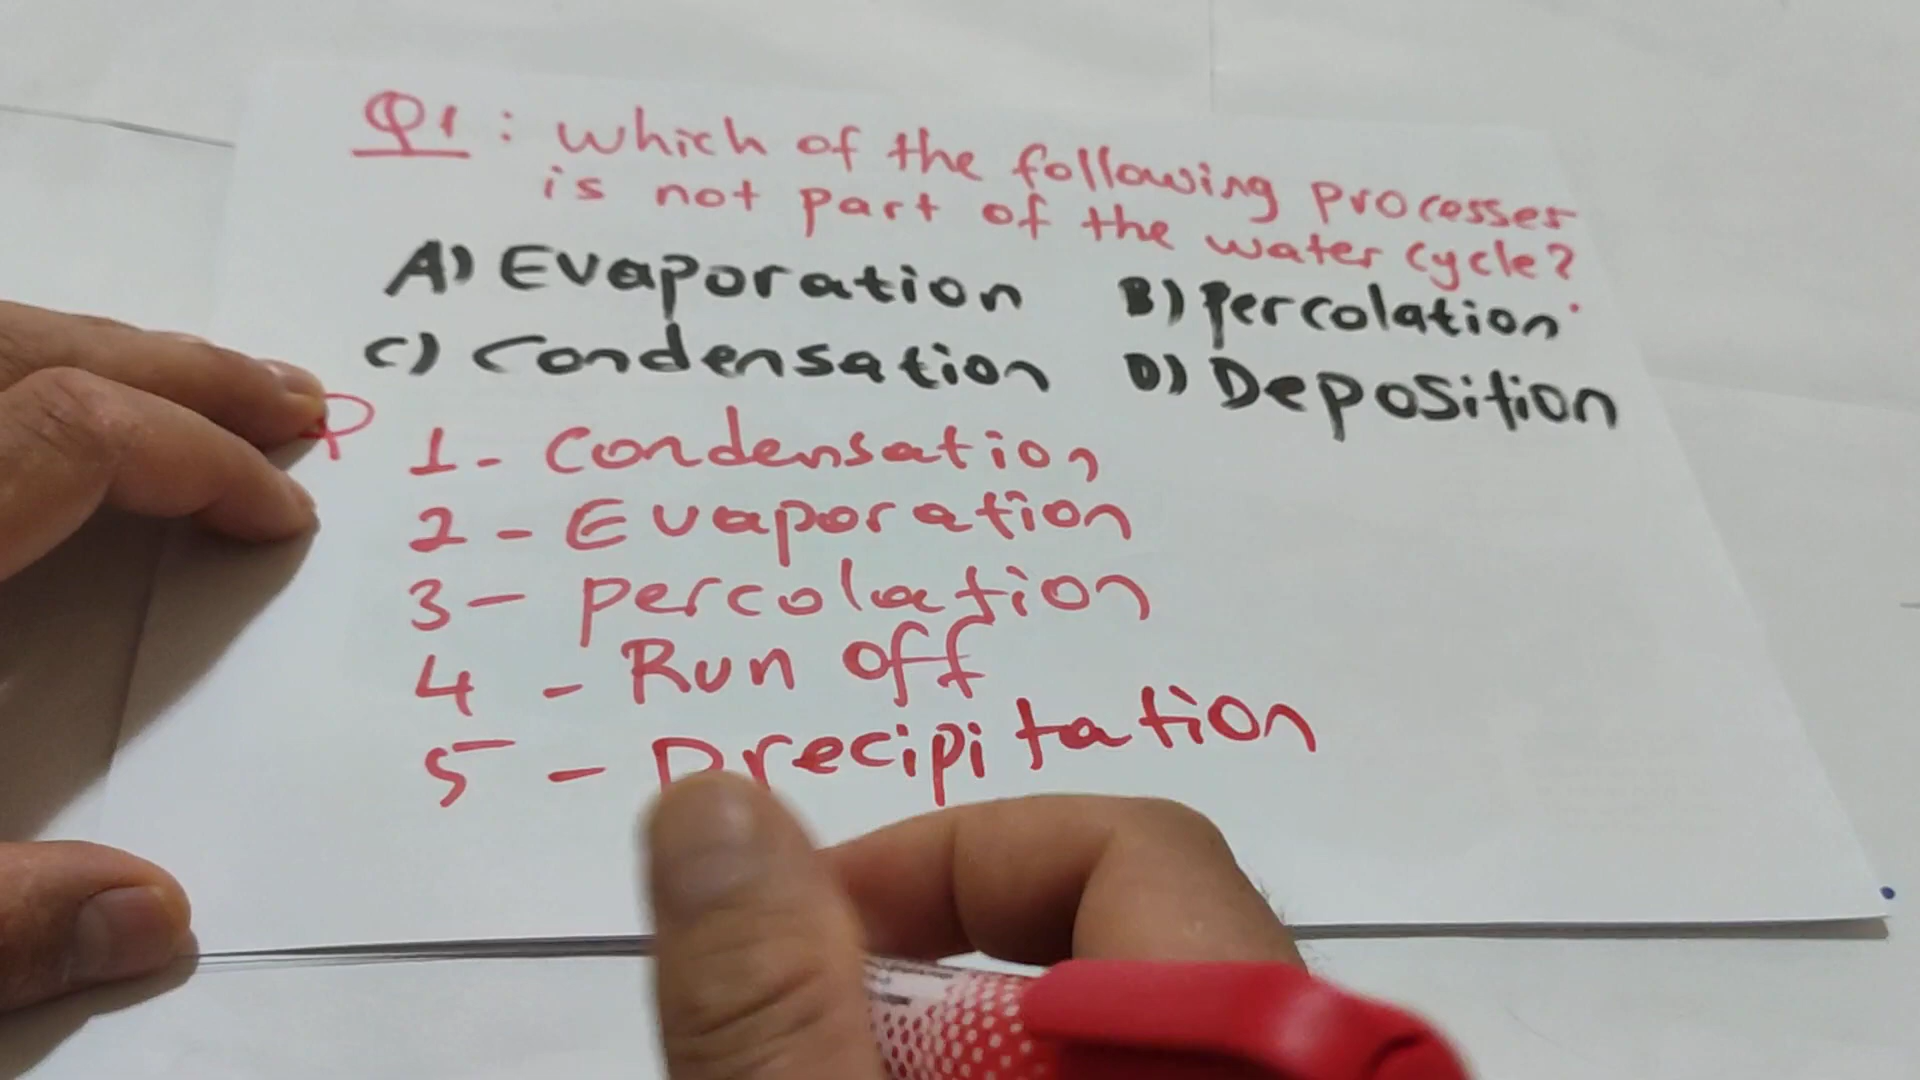 Q1 : which of the following processes
is not part of the water cycle?
A) Evaporation B) Percolation
C) Condensation D) Deposition
1 - Condensation
2 - Evaporation
3 - percolation
4 - Run off
5 - Precipitation